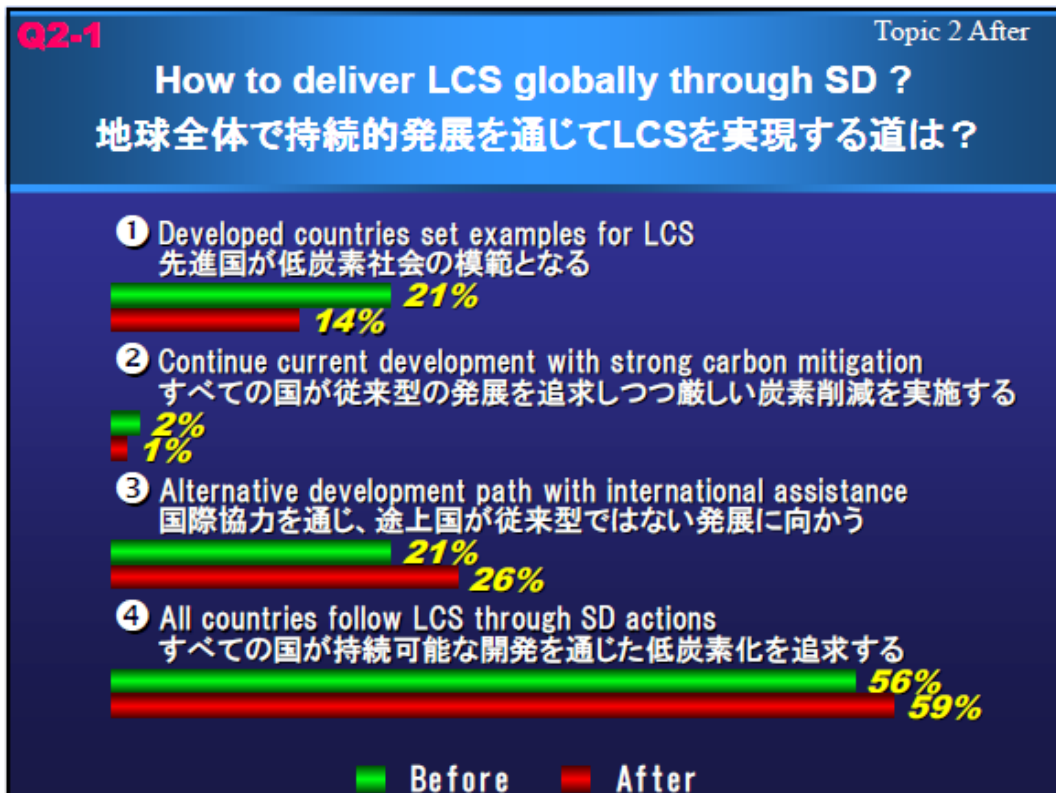 Q2-1
Topic 2 After
How to deliver LCS globally through SD ?
地球全体で持続的発展を通じてLCSを実現する道は？
❶ Developed countries set examples for LCS
先進国が低炭素社会の模範となる
21%
14%
❷ Continue current development with strong carbon mitigation
すべての国が従来型の発展を追求しつつ厳しい炭素削減を実施する
2%
1%
❸ Alternative development path with international assistance
国際協力を通じ、途上国が従来型ではない発展に向かう
21%
26%
❹ All countries follow LCS through SD actions
すべての国が持続可能な開発を通じた低炭素化を追求する
56%
59%
Before After